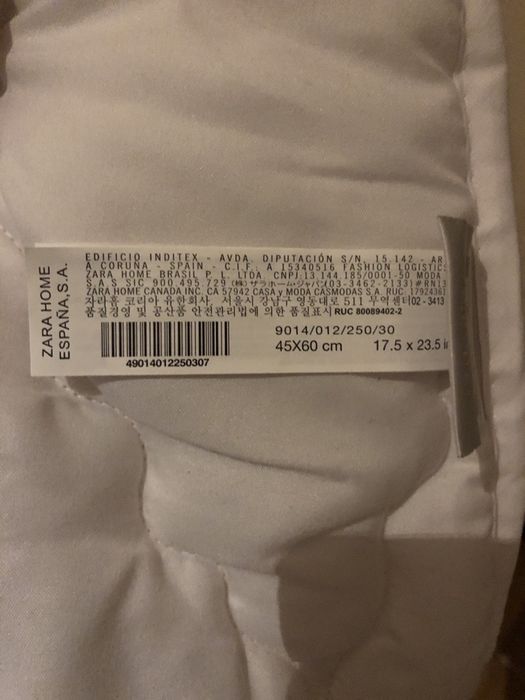 ZARA HOME
ESPAÑA, S.A.
EDIFICIO INDITEX - AVDA. DIPUTACIÓN S/N, 15.142 - AR
A CORUÑA - SPAIN - C.I.F. A 15340516 FASHION LOGISTIC
ZARA HOME BRASIL P. L. LTDA. CNPJ:13.144.185/0001-50 MODA
S.A.S SIC 900.495.729 (株)ザラホーム・ジャパン(03-3462-2133)#RN13
ZARA HOME CANADA INC. CA 57942 CASA y MODA CASMODAS S.A. RUC 1792436
자라홈 코리아 유한회사, 서울시 강남구 영동대로 511 무역센터02-3413
품질경영 및 공산품 안전관리법에 의한 품질표시 RUC 80089402-2
49014012250307
9014/012/250/30
45X60 cm 17.5 x 23.5 i